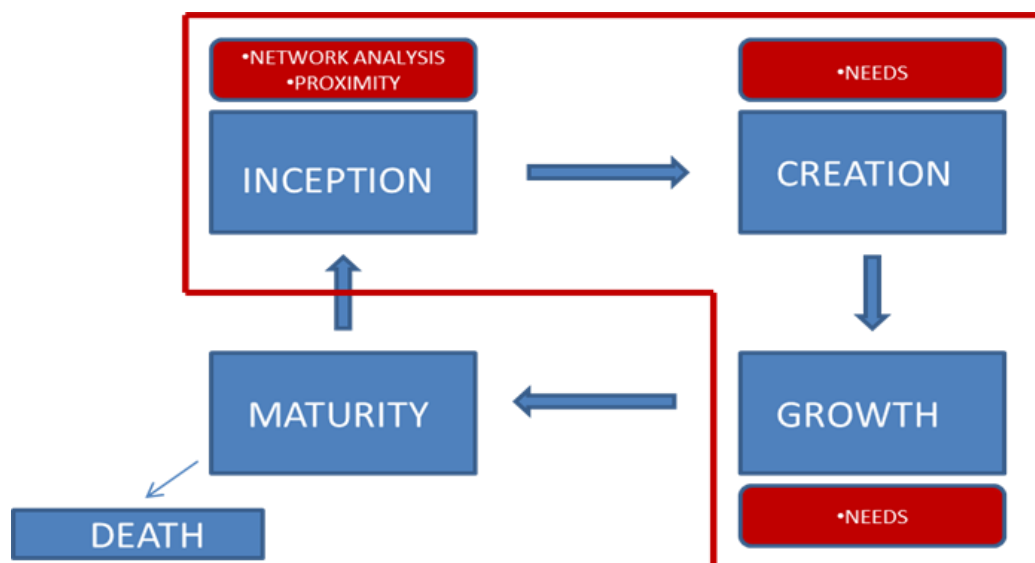 •NETWORK ANALYSIS
•PROXIMITY
•NEEDS
INCEPTION
CREATION
MATURITY
GROWTH
•NEEDS
DEATH